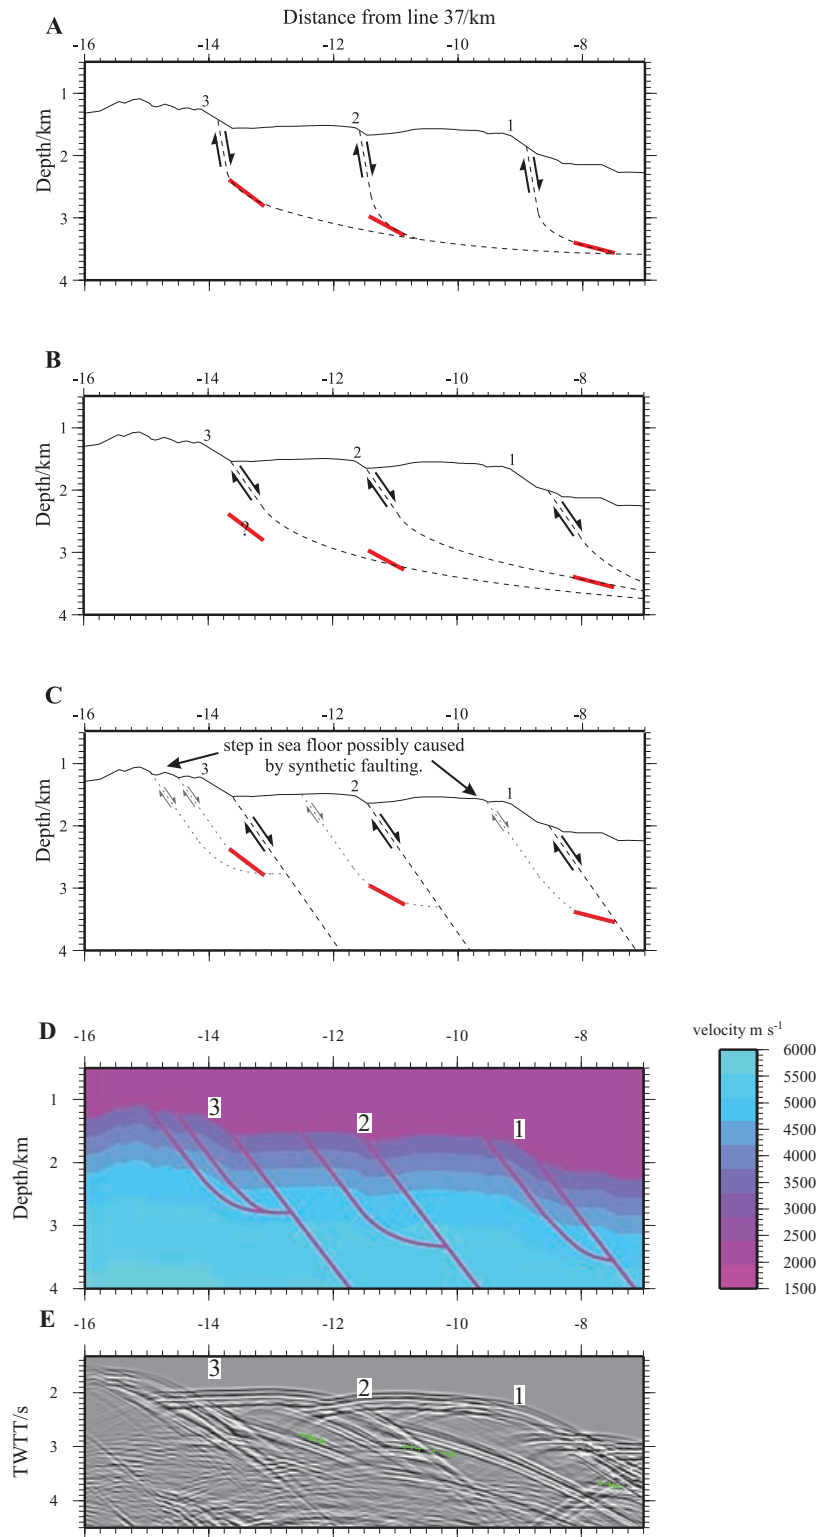 A
Distance from line 37/km
-16 -14 -12 -10 -8
Depth/km
1
2
3
4
3
2
1
B
-16 -14 -12 -10 -8
Depth/km
1
2
3
4
3
2
1
?
C
-16 -14 -12 -10 -8
Depth/km
1
2
3
4
step in sea floor possibly caused
by synthetic faulting.
3
2
1
D
-16 -14 -12 -10 -8
Depth/km
1
2
3
4
3
2
1
velocity m s-1
6000
5500
5000
4500
4000
3500
3000
2500
2000
1500
E
-16 -14 -12 -10 -8
TWTT/s
2
3
4
3
2
1